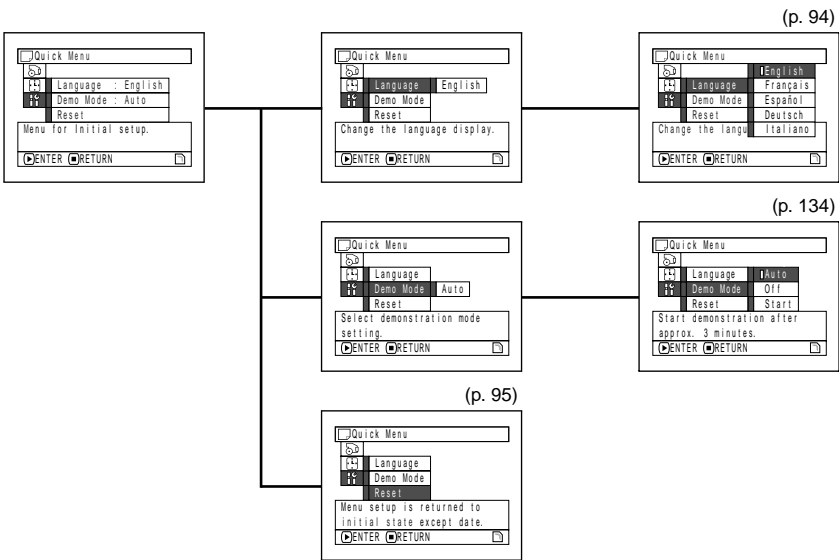 (p. 94)
Quick Menu
Language : English
Demo Mode : Auto
Reset
Menu for Initial setup.
ENTER RETURN
Quick Menu
Language English
Demo Mode
Reset
Change the language display.
ENTER RETURN
Quick Menu
English
Language Français
Demo Mode Español
Reset Deutsch
Change the langu Italiano
ENTER RETURN
(p. 134)
Quick Menu
Language
Demo Mode Auto
Reset
Select demonstration mode
setting.
ENTER RETURN
Quick Menu
Language Auto
Demo Mode Off
Reset Start
Start demonstration after
approx. 3 minutes.
ENTER RETURN
(p. 95)
Quick Menu
Language
Demo Mode
Reset
Menu setup is returned to
initial state except date.
ENTER RETURN